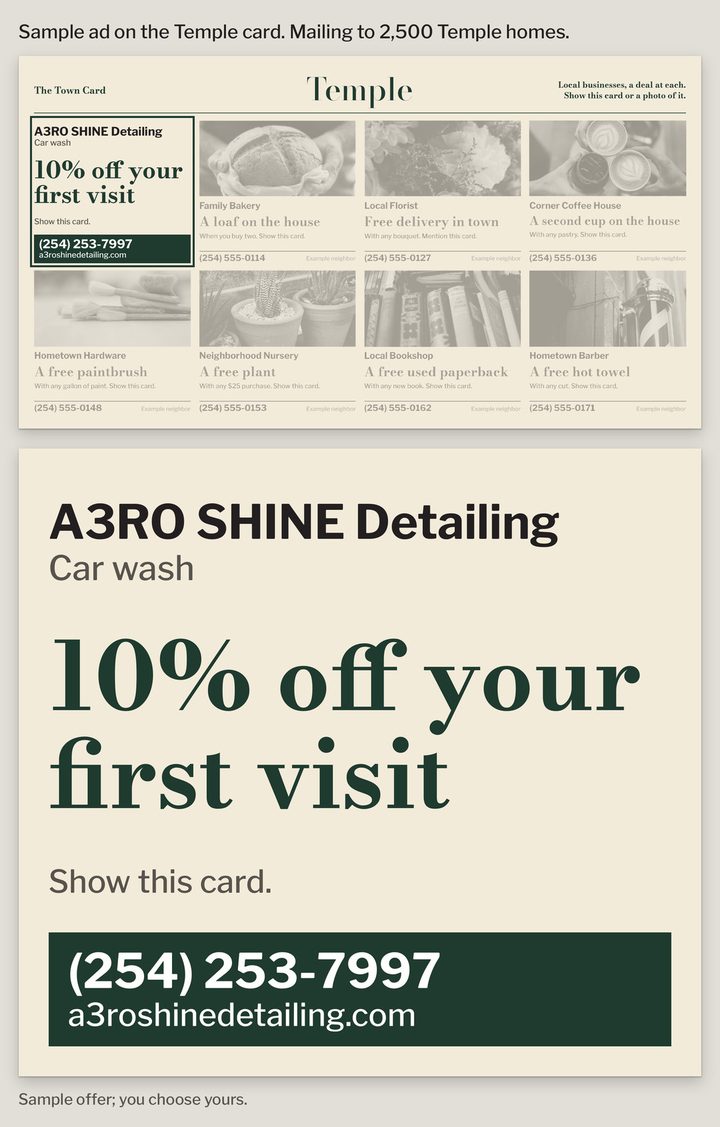 Sample ad on the Temple card. Mailing to 2,500 Temple homes.
The Town Card
Temple
Local businesses, a deal at each.
Show this card or a photo of it.
A3RO SHINE Detailing
Car wash
10% off your
first visit
Show this card.
(254) 253-7997
a3roshinedetailing.com
Family Bakery
A loaf on the house
When you buy two. Show this card.
(254) 555-0114
Example neighbor
Local Florist
Free delivery in town
With any bouquet. Mention this card.
(254) 555-0127
Example neighbor
Corner Coffee House
A second cup on the house
With any pastry. Show this card.
(254) 555-0136
Example neighbor
Hometown Hardware
A free paintbrush
With any gallon of paint. Show this card.
(254) 555-0148
Example neighbor
Neighborhood Nursery
A free plant
With any $25 purchase. Show this card.
(254) 555-0153
Example neighbor
Local Bookshop
A free used paperback
With any new book. Show this card.
(254) 555-0162
Example neighbor
Hometown Barber
A free hot towel
With any cut. Show this card.
(254) 555-0171
Example neighbor
A3RO SHINE Detailing
Car wash
10% off your
first visit
Show this card.
(254) 253-7997
a3roshinedetailing.com
Sample offer; you choose yours.